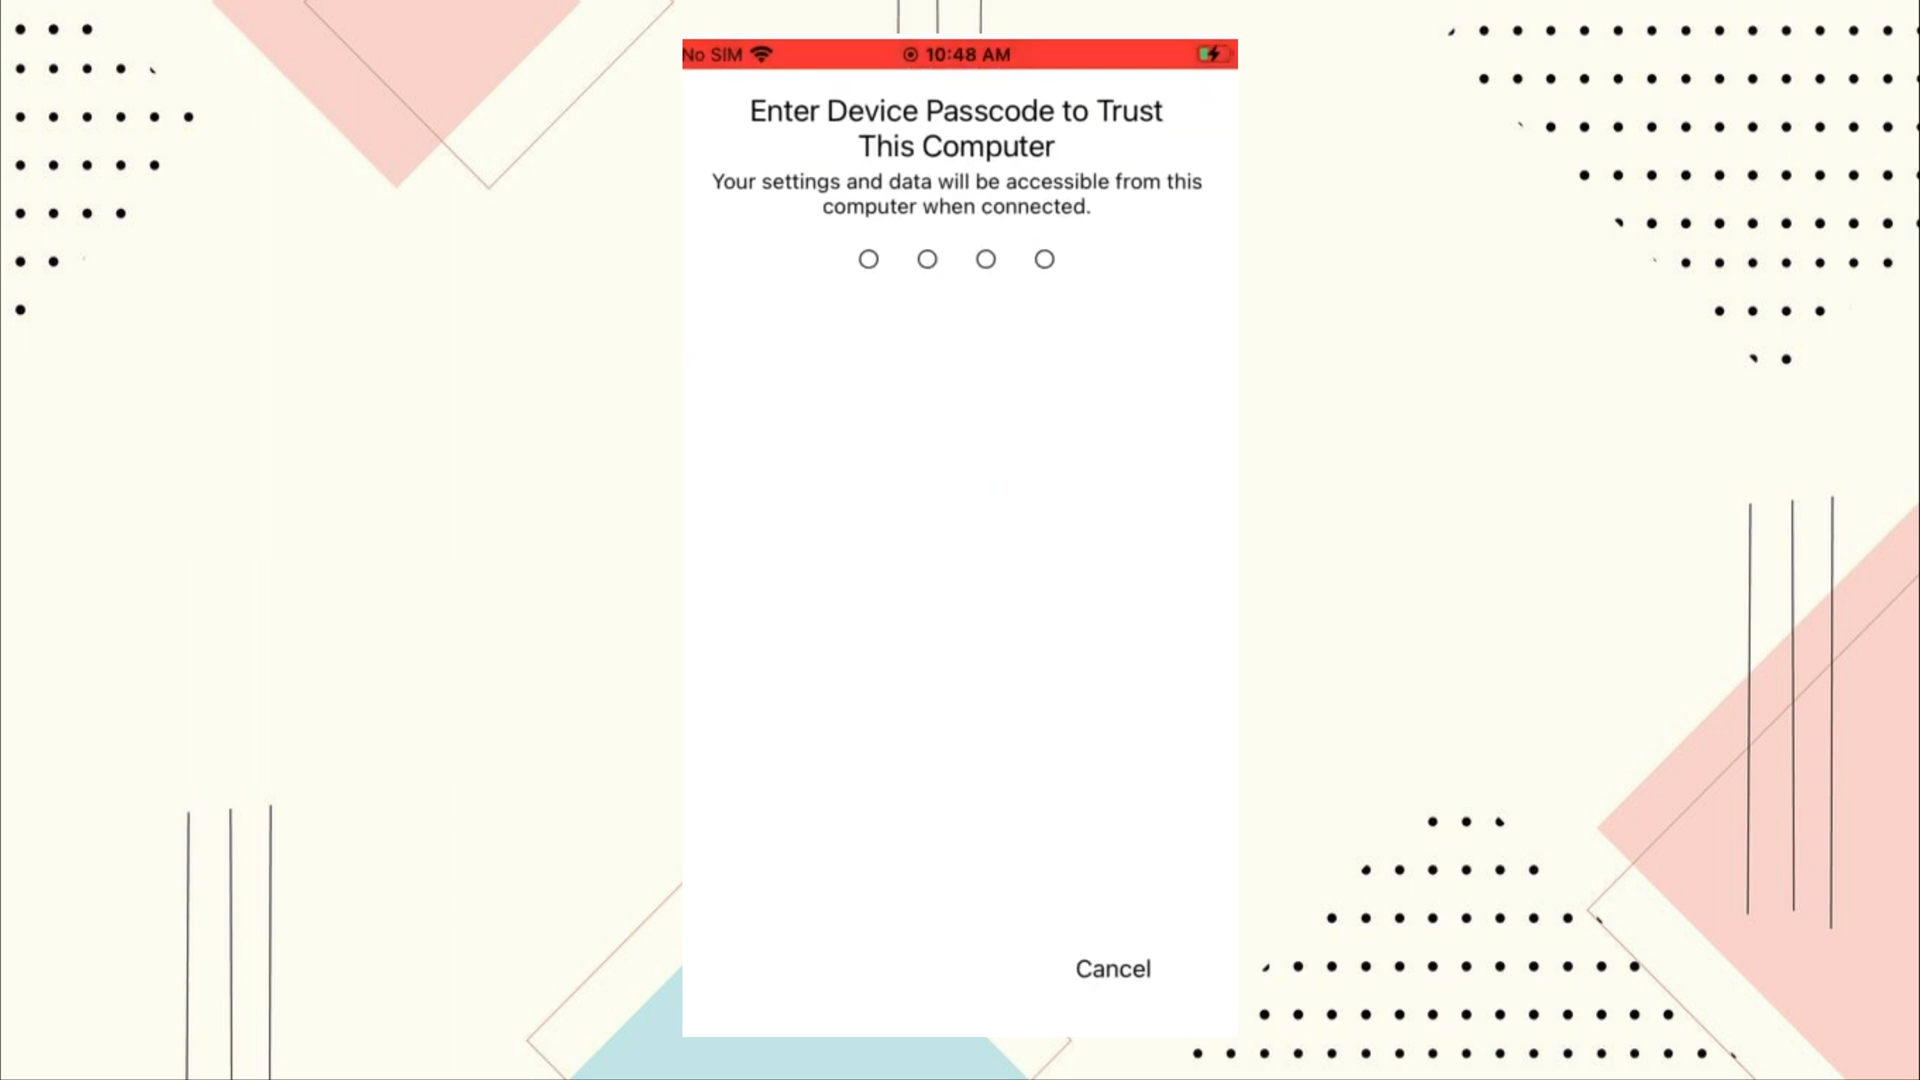 No SIM 10:48 AM
Enter Device Passcode to Trust
This Computer
Your settings and data will be accessible from this
computer when connected.
Cancel